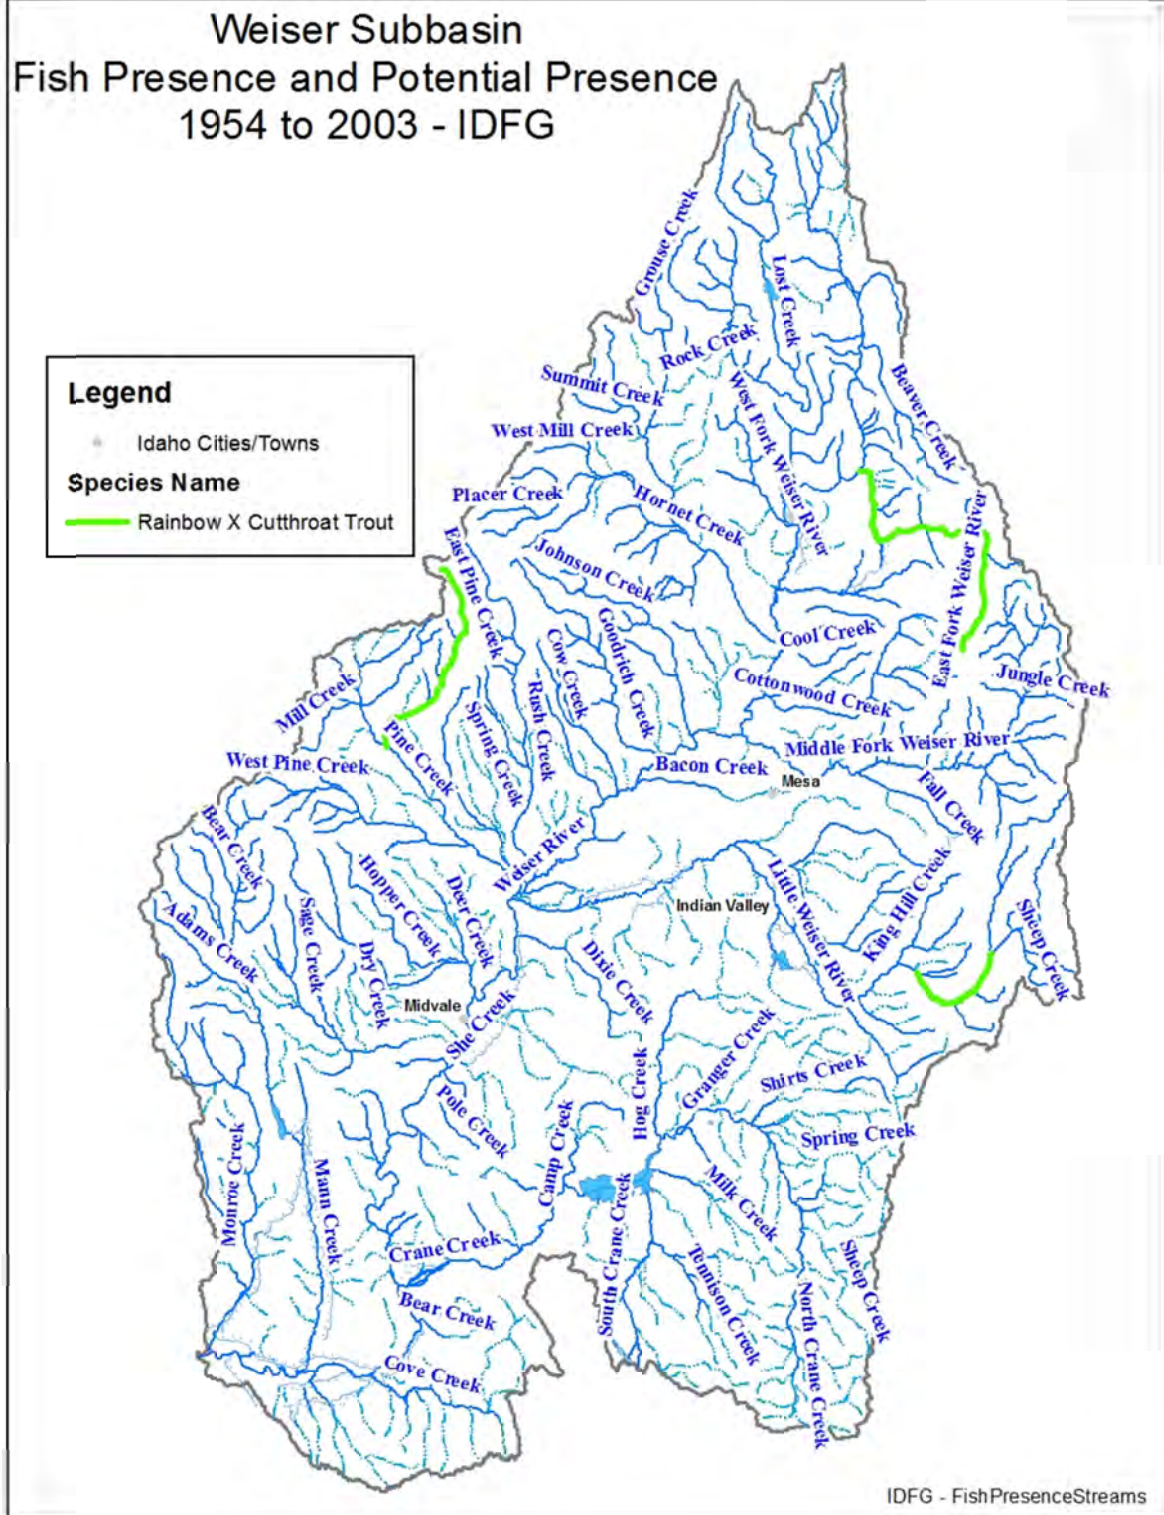 Weiser Subbasin
Fish Presence and Potential Presence
1954 to 2003 - IDFG
Grouse Creek
Lost Creek
Rock Creek
Legend
Idaho Cities/Towns
Species Name
Rainbow X Cutthroat Trout
Summit Creek
West Fork Weiser River
Beaver Creek
West Mill Creek
Placer Creek
Hornet Creek
East Pine Creek
Johnson Creek
East Fork Weiser River
Cool Creek
Goodrich Creek
Cow Creek
Jungle Creek
Cottonwood Creek
Mill Creek
Rush Creek
Spring Creek
Pine Creek
Middle Fork Weiser River
West Pine Creek
Bacon Creek
Mesa
Fall Creek
Bear Creek
Weiser River
Hopper Creek
Deer Creek
Indian Valley
Little Weiser River
King Hill Creek
Sheep Creek
Adams Creek
Sage Creek
Dry Creek
Dixie Creek
Midvale
She Creek
Hog Creek
Granger Creek
Shirts Creek
Pole Creek
Spring Creek
Camp Creek
Monroe Creek
Mann Creek
Milk Creek
South Crane Creek
Crane Creek
Tennison Creek
Sheep Creek
North Crane Creek
Bear Creek
Cove Creek
IDFG - FishPresenceStreams